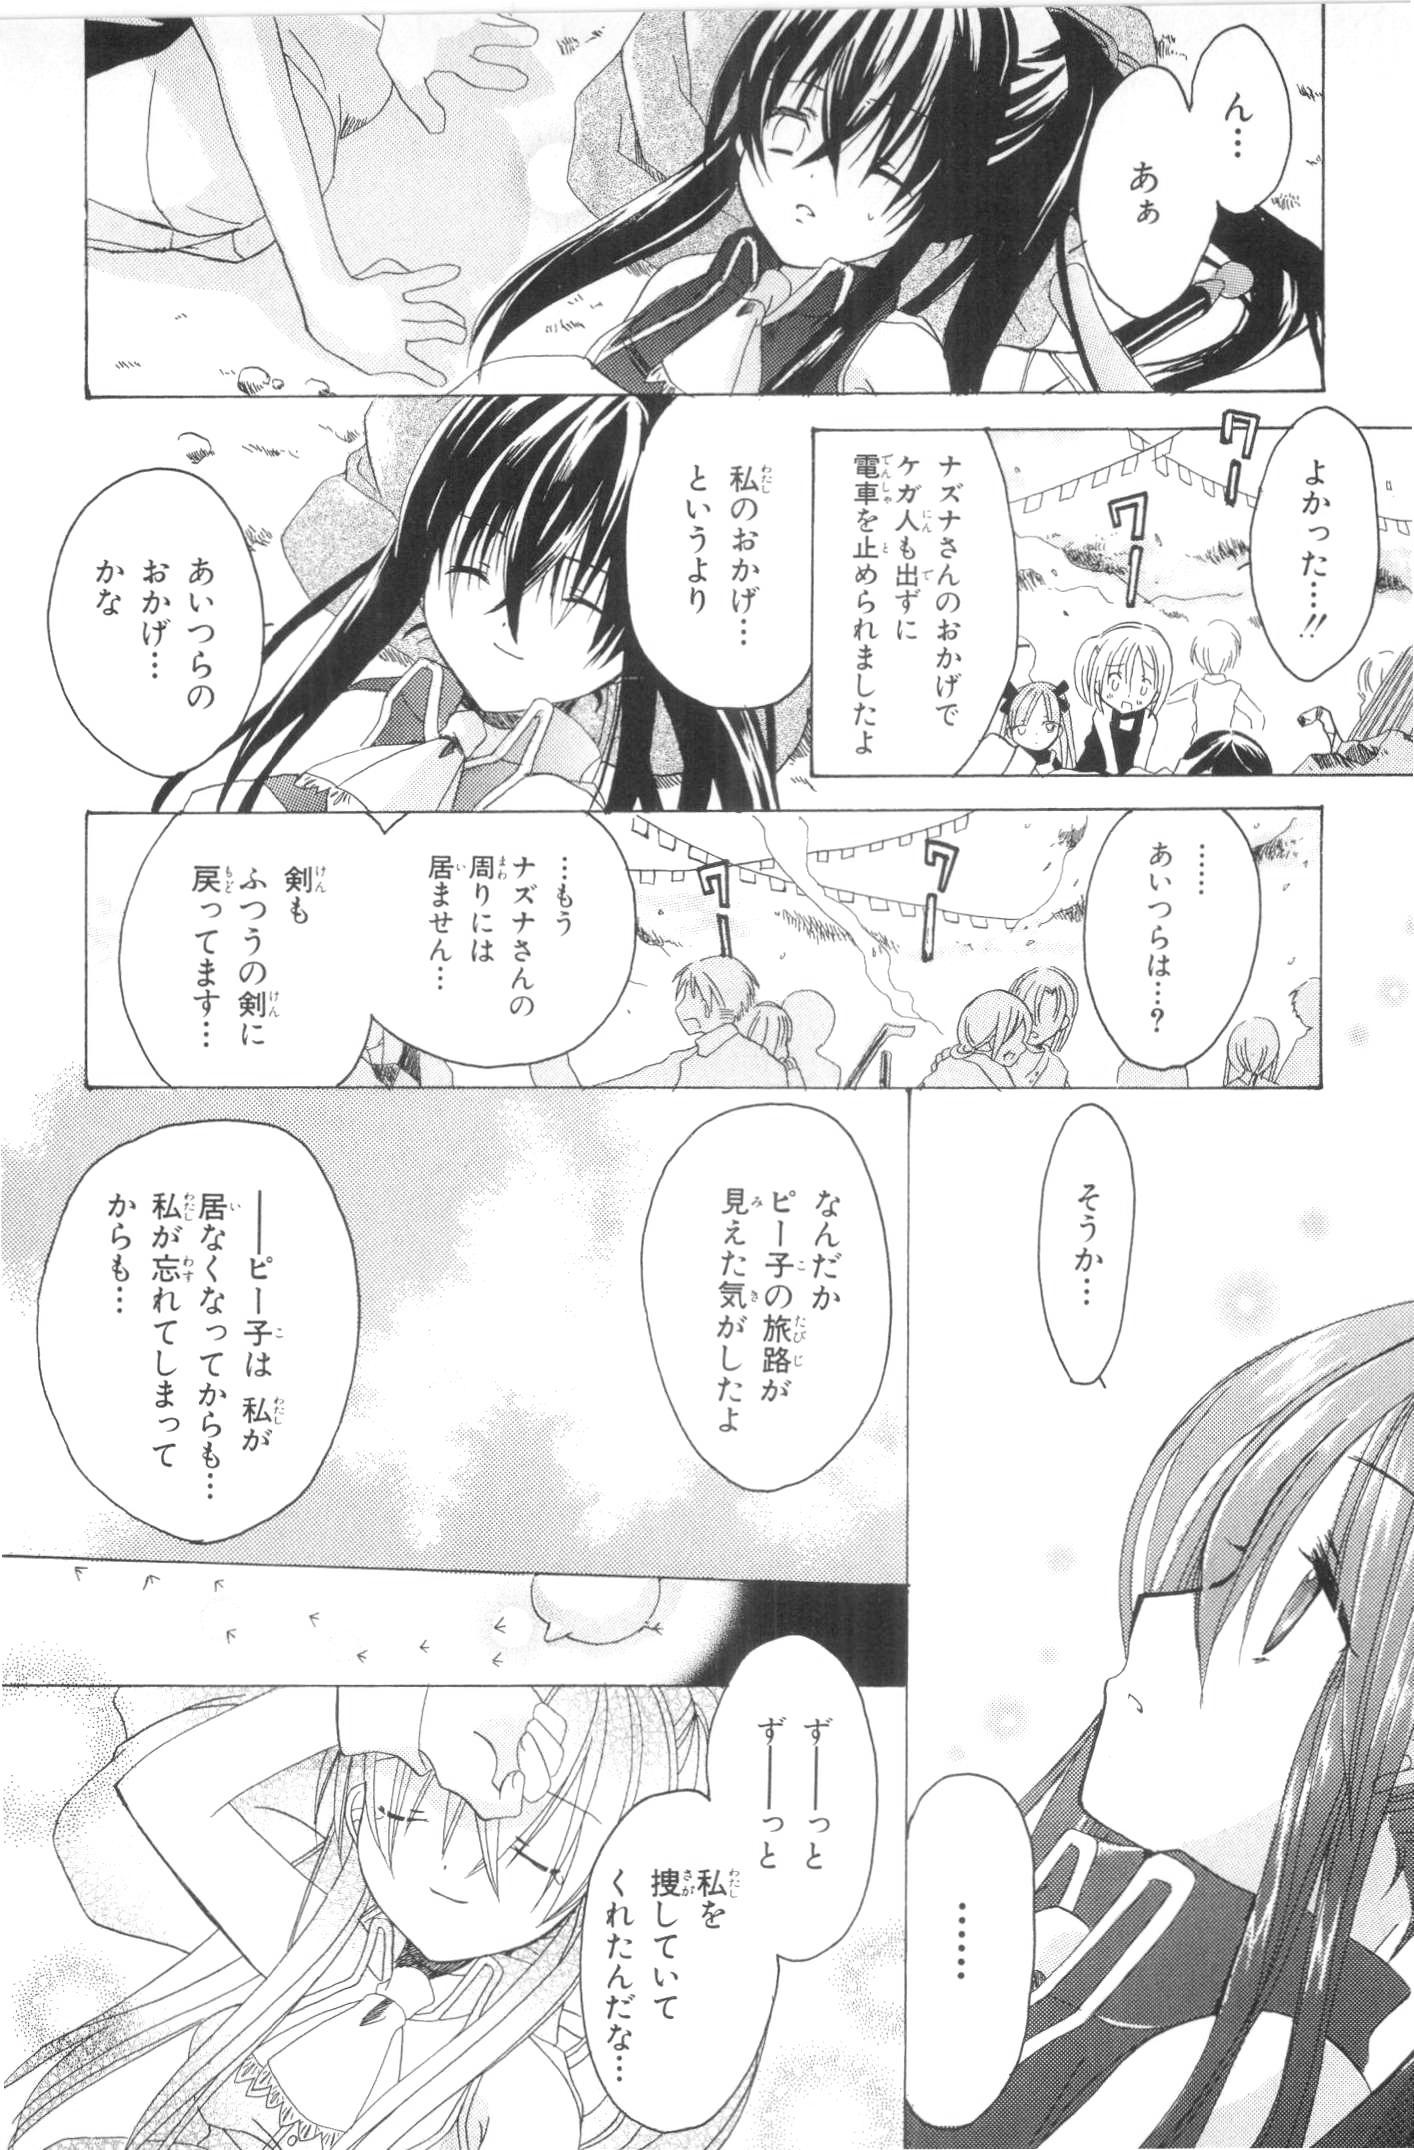 ん…
あぁ
よかった…!!
ワー
ワー
ナズナさんのおかげで
ケガ人も出ずに
電車を止められましたよ
私のおかげ…
というより
あいつらの
おかげ…
かな
……
あいつらは…?
ワー
ワー
…もう
ナズナさんの
周りには
居ません…
剣も
ふつうの剣に
戻ってます…
そうか…
なんだか
ピー子の旅路が
見えた気がしたよ
──ピー子は 私が
居なくなってからも…
私が忘れてしまって
からも…
ず──っと
ず──っと
私を
捜していて
くれたんだな…
……